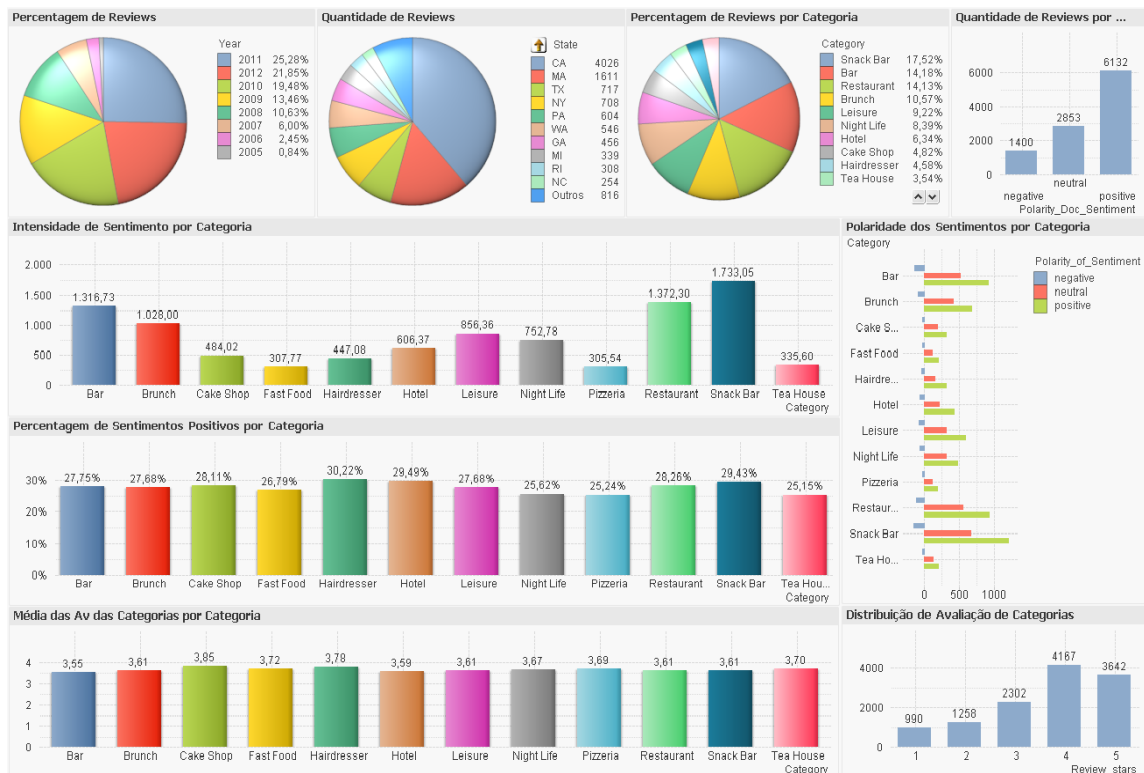 Percentagem de Reviews
Year
2011 25,28%
2012 21,85%
2010 19,48%
2009 13,46%
2008 10,63%
2007 6,00%
2006 2,45%
2005 0,84%
Quantidade de Reviews
State
CA 4026
MA 1611
TX 717
NY 708
PA 604
WA 546
GA 456
MI 339
RI 308
NC 254
Outros 816
Percentagem de Reviews por Categoria
Category
Snack Bar 17,52%
Bar 14,18%
Restaurant 14,13%
Brunch 10,57%
Leisure 9,22%
Night Life 8,39%
Hotel 6,34%
Cake Shop 4,82%
Hairdresser 4,58%
Tea House 3,54%
Quantidade de Reviews por ...
6132
6000
4000
2853
2000
1400
0
negative neutral positive
Polarity_Doc_Sentiment
Intensidade de Sentimento por Categoria
2.000
1.500
1.000
500
0
1.316,73 1.028,00 484,02 307,77 447,08 606,37 856,36 752,78 305,54 1.372,30 1.733,05 335,60
Bar Brunch Cake Shop Fast Food Hairdresser Hotel Leisure Night Life Pizzeria Restaurant Snack Bar Tea House
Category
Polaridade dos Sentimentos por Categoria
Category
Bar
Brunch
Cake S...
Fast Food
Hairdre...
Hotel
Leisure
Night Life
Pizzeria
Restaur...
Snack Bar
Tea Ho...
0 500 1000
Polarity_of_Sentiment
negative
neutral
positive
Percentagem de Sentimentos Positivos por Categoria
30%
20%
10%
0%
27,75% 27,68% 28,11% 26,79% 30,22% 29,49% 27,68% 25,62% 25,24% 28,26% 29,43% 25,15%
Bar Brunch Cake Shop Fast Food Hairdresser Hotel Leisure Night Life Pizzeria Restaurant Snack Bar Tea Hou...
Category
Média das Av das Categorias por Categoria
4
3
2
1
0
3,55 3,61 3,85 3,72 3,78 3,59 3,61 3,67 3,69 3,61 3,61 3,70
Bar Brunch Cake Shop Fast Food Hairdresser Hotel Leisure Night Life Pizzeria Restaurant Snack Bar Tea House
Category
Distribuição de Avaliação de Categorias
4000
2000
0
990 1258 2302 4167 3642
1 2 3 4 5
Review_stars